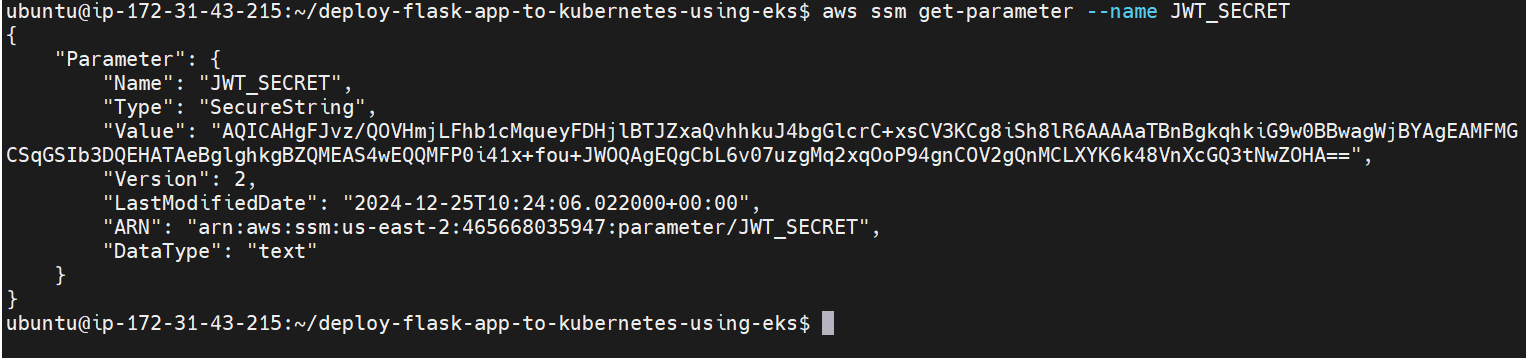 ubuntu@ip-172-31-43-215:~/deploy-flask-app-to-kubernetes-using-eks$ aws ssm get-parameter --name JWT_SECRET
{
    "Parameter": {
        "Name": "JWT_SECRET",
        "Type": "SecureString",
        "Value": "AQICAHgFJvz/QOVHmjLFhb1cMqueyFDHjlBTJZxaQvhhkuJ4bgGlcrC+xsCV3KCg8iSh8lR6AAAAaTBnBgkqhkiG9w0BBwagWjBYAgEAMFMG
CSqGSIb3DQEHATAeBglghkgBZQMEAS4wEQQMFP0i41x+fou+JWOQAgEQgCbL6v07uzgMq2xqOoP94gnCOV2gQnMCLXYK6k48VnXcGQ3tNwZOHA==",
        "Version": 2,
        "LastModifiedDate": "2024-12-25T10:24:06.022000+00:00",
        "ARN": "arn:aws:ssm:us-east-2:465668035947:parameter/JWT_SECRET",
        "DataType": "text"
    }
}
ubuntu@ip-172-31-43-215:~/deploy-flask-app-to-kubernetes-using-eks$